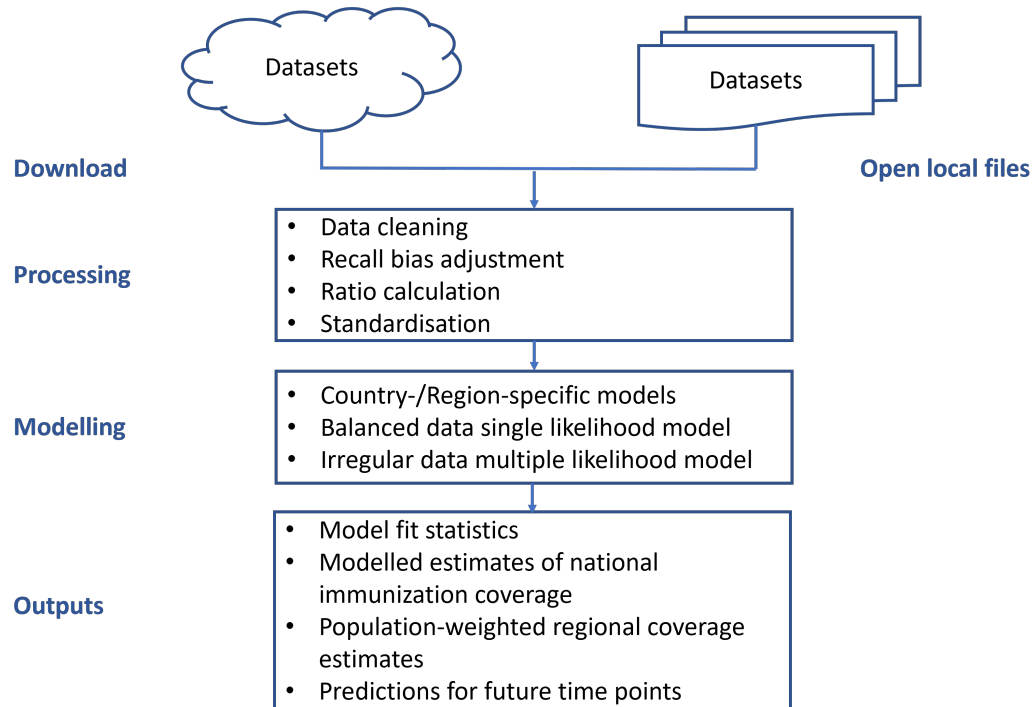 Datasets
Datasets
Download
Open local files
Processing
• Data cleaning
• Recall bias adjustment
• Ratio calculation
• Standardisation
Modelling
• Country-/Region-specific models
• Balanced data single likelihood model
• Irregular data multiple likelihood model
Outputs
• Model fit statistics
• Modelled estimates of national
immunization coverage
• Population-weighted regional coverage
estimates
• Predictions for future time points